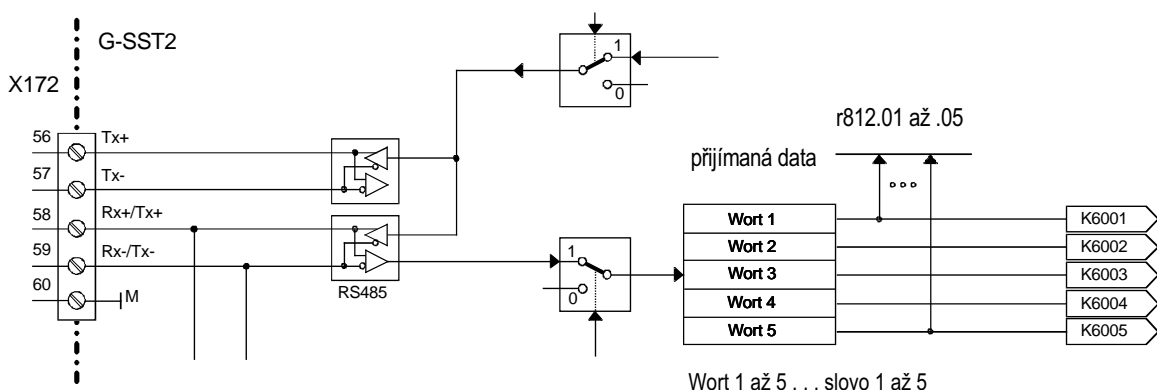 G-SST2
X172
56 Tx+
57 Tx-
58 Rx+/Tx+
59 Rx-/Tx-
60 M
RS485
1
0
1
0
r812.01 až .05
přijímaná data
Wort 1 K6001
Wort 2 K6002
Wort 3 K6003
Wort 4 K6004
Wort 5 K6005
Wort 1 až 5 . . . slovo 1 až 5